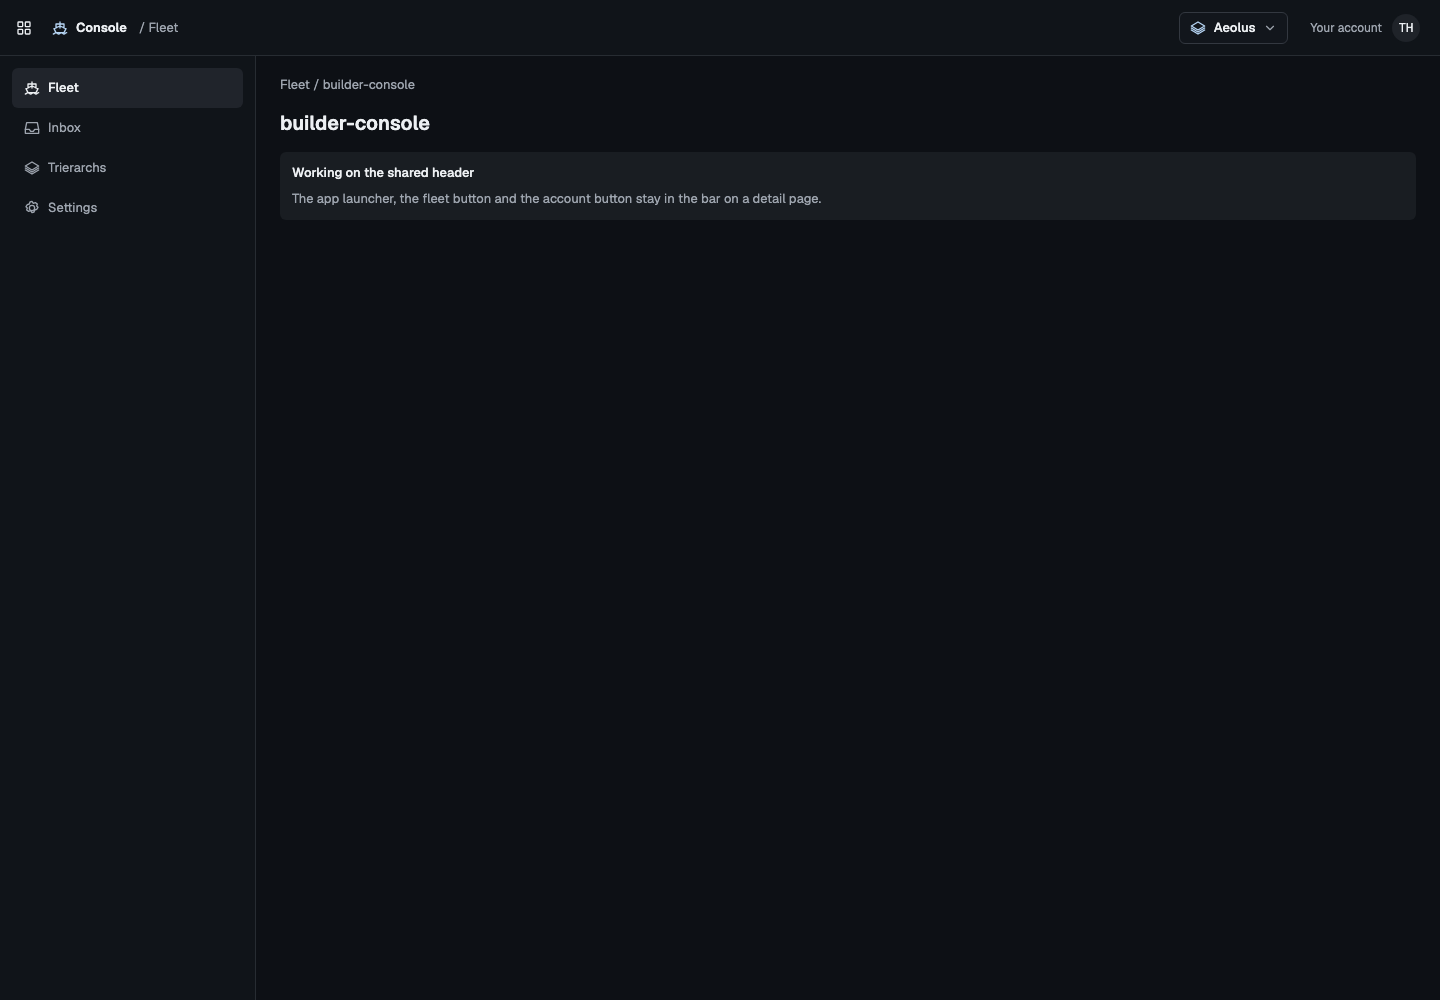 Console / Fleet
Aeolus
Your account TH
Fleet
Inbox
Trierarchs
Settings
Fleet / builder-console
builder-console
Working on the shared header
The app launcher, the fleet button and the account button stay in the bar on a detail page.